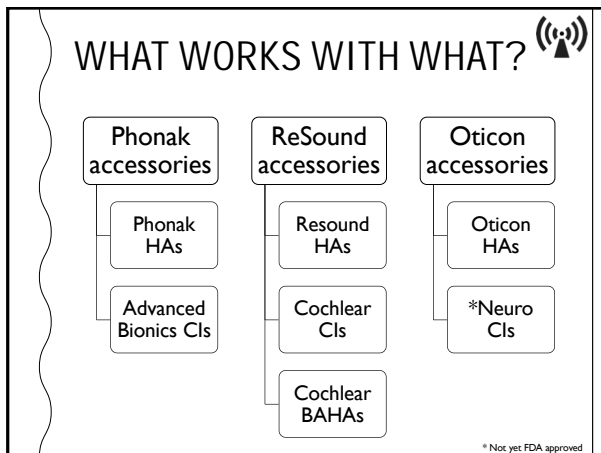 WHAT WORKS WITH WHAT?
Phonak
accessories
Phonak
HAs
Advanced
Bionics CIs
ReSound
accessories
Resound
HAs
Cochlear
CIs
Cochlear
BAHAs
Oticon
accessories
Oticon
HAs
*Neuro
CIs
* Not yet FDA approved